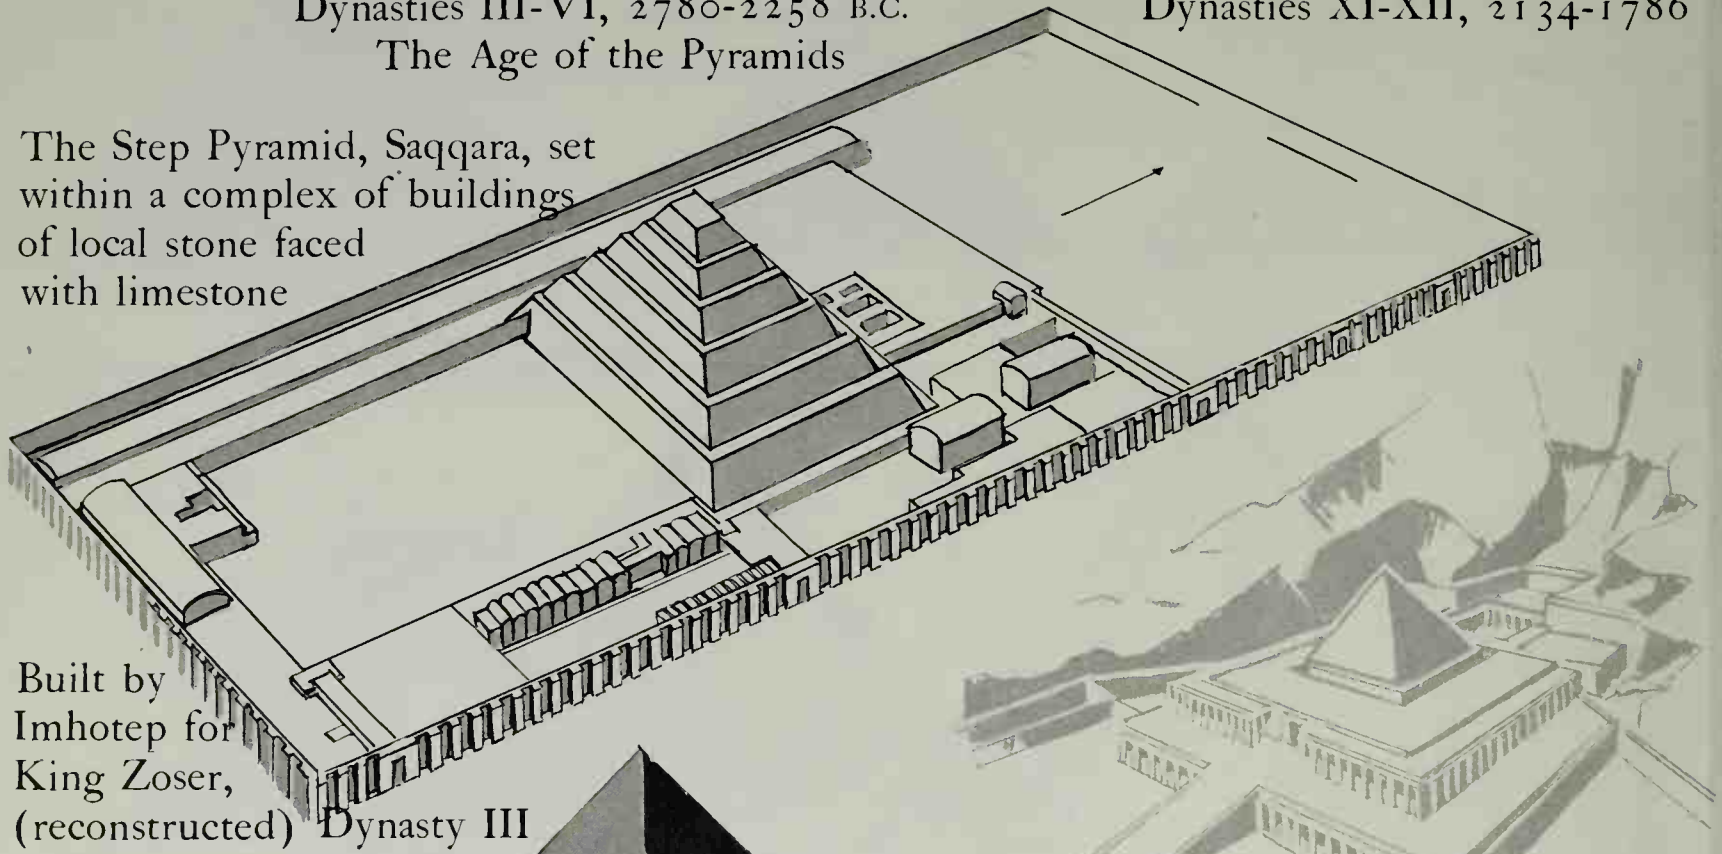 Dynasties III-VI, 2780-2258 B.C.
The Age of the Pyramids
Dynasties XI-XII, 2134-1786
The Step Pyramid, Saqqara, set
within a complex of buildings
of local stone faced
with limestone
Built by
Imhotep for
King Zoser,
(reconstructed) Dynasty III